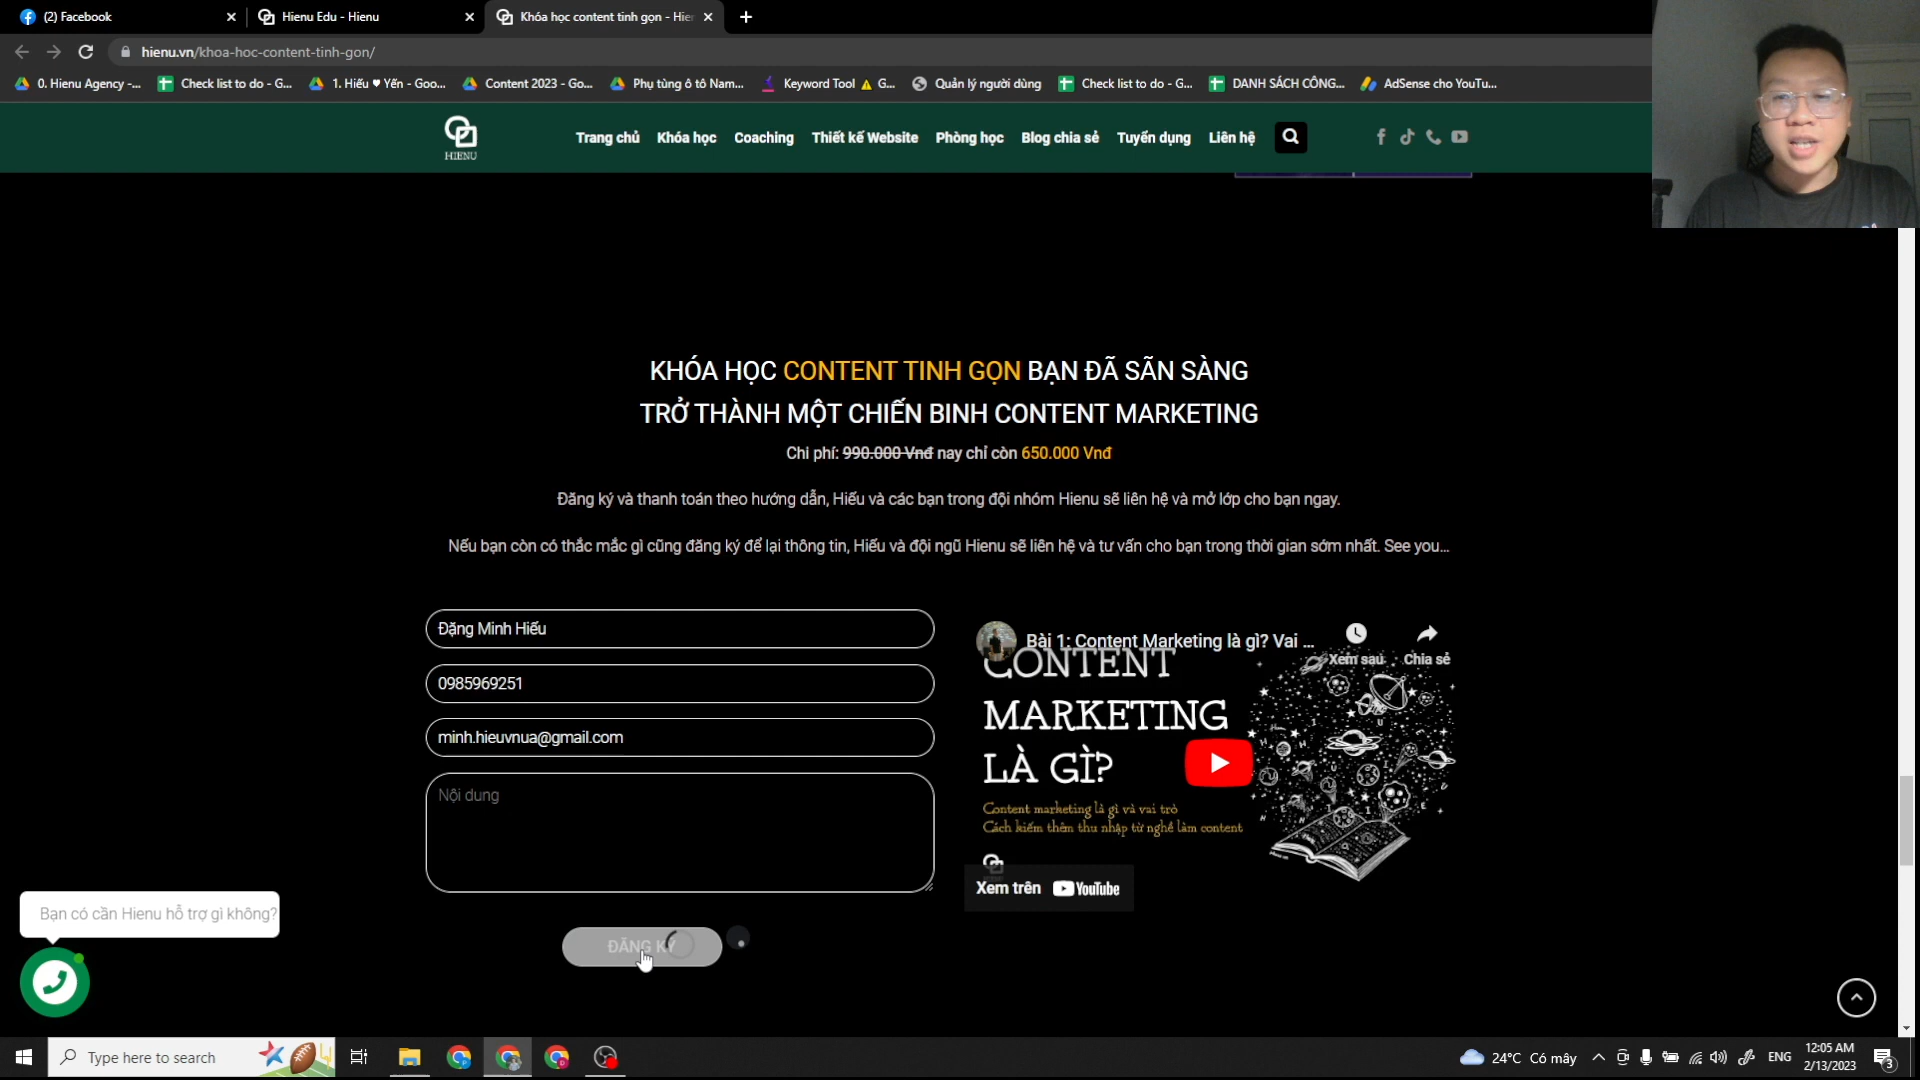 (2) Facebook
Hienu Edu - Hienu
Khóa học content tinh gọn - Hie
hienu.vn/khoa-hoc-content-tinh-gon/
0. Hienu Agency -...
Check list to do - G...
1. Hiếu ♥ Yến - Goo...
Content 2023 - Go...
Phụ tùng ô tô Nam...
Keyword Tool ⚠ G...
Quản lý người dùng
Check list to do - G...
DANH SÁCH CÔNG...
AdSense cho YouTu...
HIENU
Trang chủ
Khóa học
Coaching
Thiết kế Website
Phòng học
Blog chia sẻ
Tuyển dụng
Liên hệ
KHÓA HỌC CONTENT TINH GỌN BẠN ĐÃ SẴN SÀNG
TRỞ THÀNH MỘT CHIẾN BINH CONTENT MARKETING
Chi phí: 990.000 Vnđ nay chỉ còn 650.000 Vnđ
Đăng ký và thanh toán theo hướng dẫn, Hiếu và các bạn trong đội nhóm Hienu sẽ liên hệ và mở lớp cho bạn ngay.
Nếu bạn còn có thắc mắc gì cũng đăng ký để lại thông tin, Hiếu và đội ngũ Hienu sẽ liên hệ và tư vấn cho bạn trong thời gian sớm nhất. See you...
Đặng Minh Hiếu
0985969251
minh.hieuvnua@gmail.com
Nội dung
ĐĂNG KÝ
Bài 1: Content Marketing là gì? Vai ...
Xem sau
Chia sẻ
CONTENT
MARKETING
LÀ GÌ?
Content marketing là gì và vai trò
Cách kiếm thêm thu nhập từ nghề làm content
Xem trên YouTube
Bạn có cần Hienu hỗ trợ gì không?
Type here to search
24°C Có mây
ENG
12:05 AM
2/13/2023
3